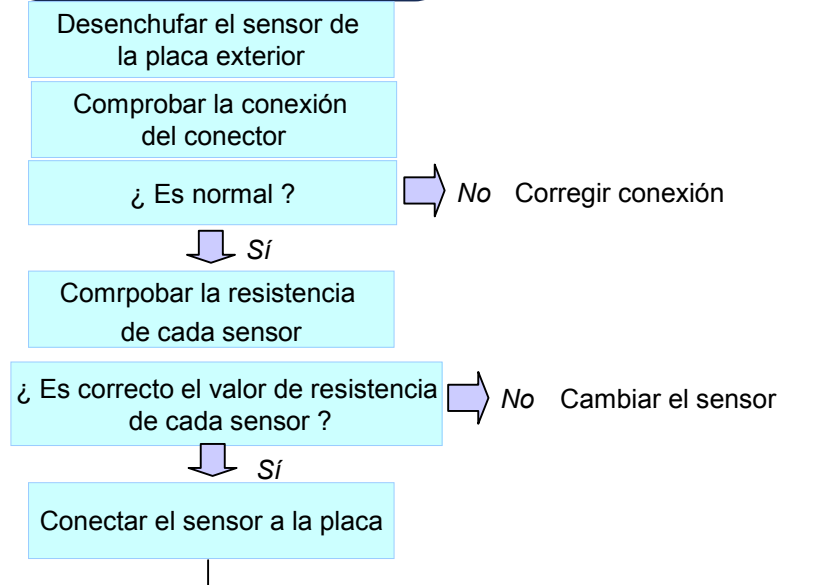 Desenchufar el sensor de
la placa exterior
Comprobar la conexión
del conector
¿ Es normal ?
No Corregir conexión
Sí
Comrpobar la resistencia
de cada sensor
¿ Es correcto el valor de resistencia
de cada sensor ?
No Cambiar el sensor
Sí
Conectar el sensor a la placa